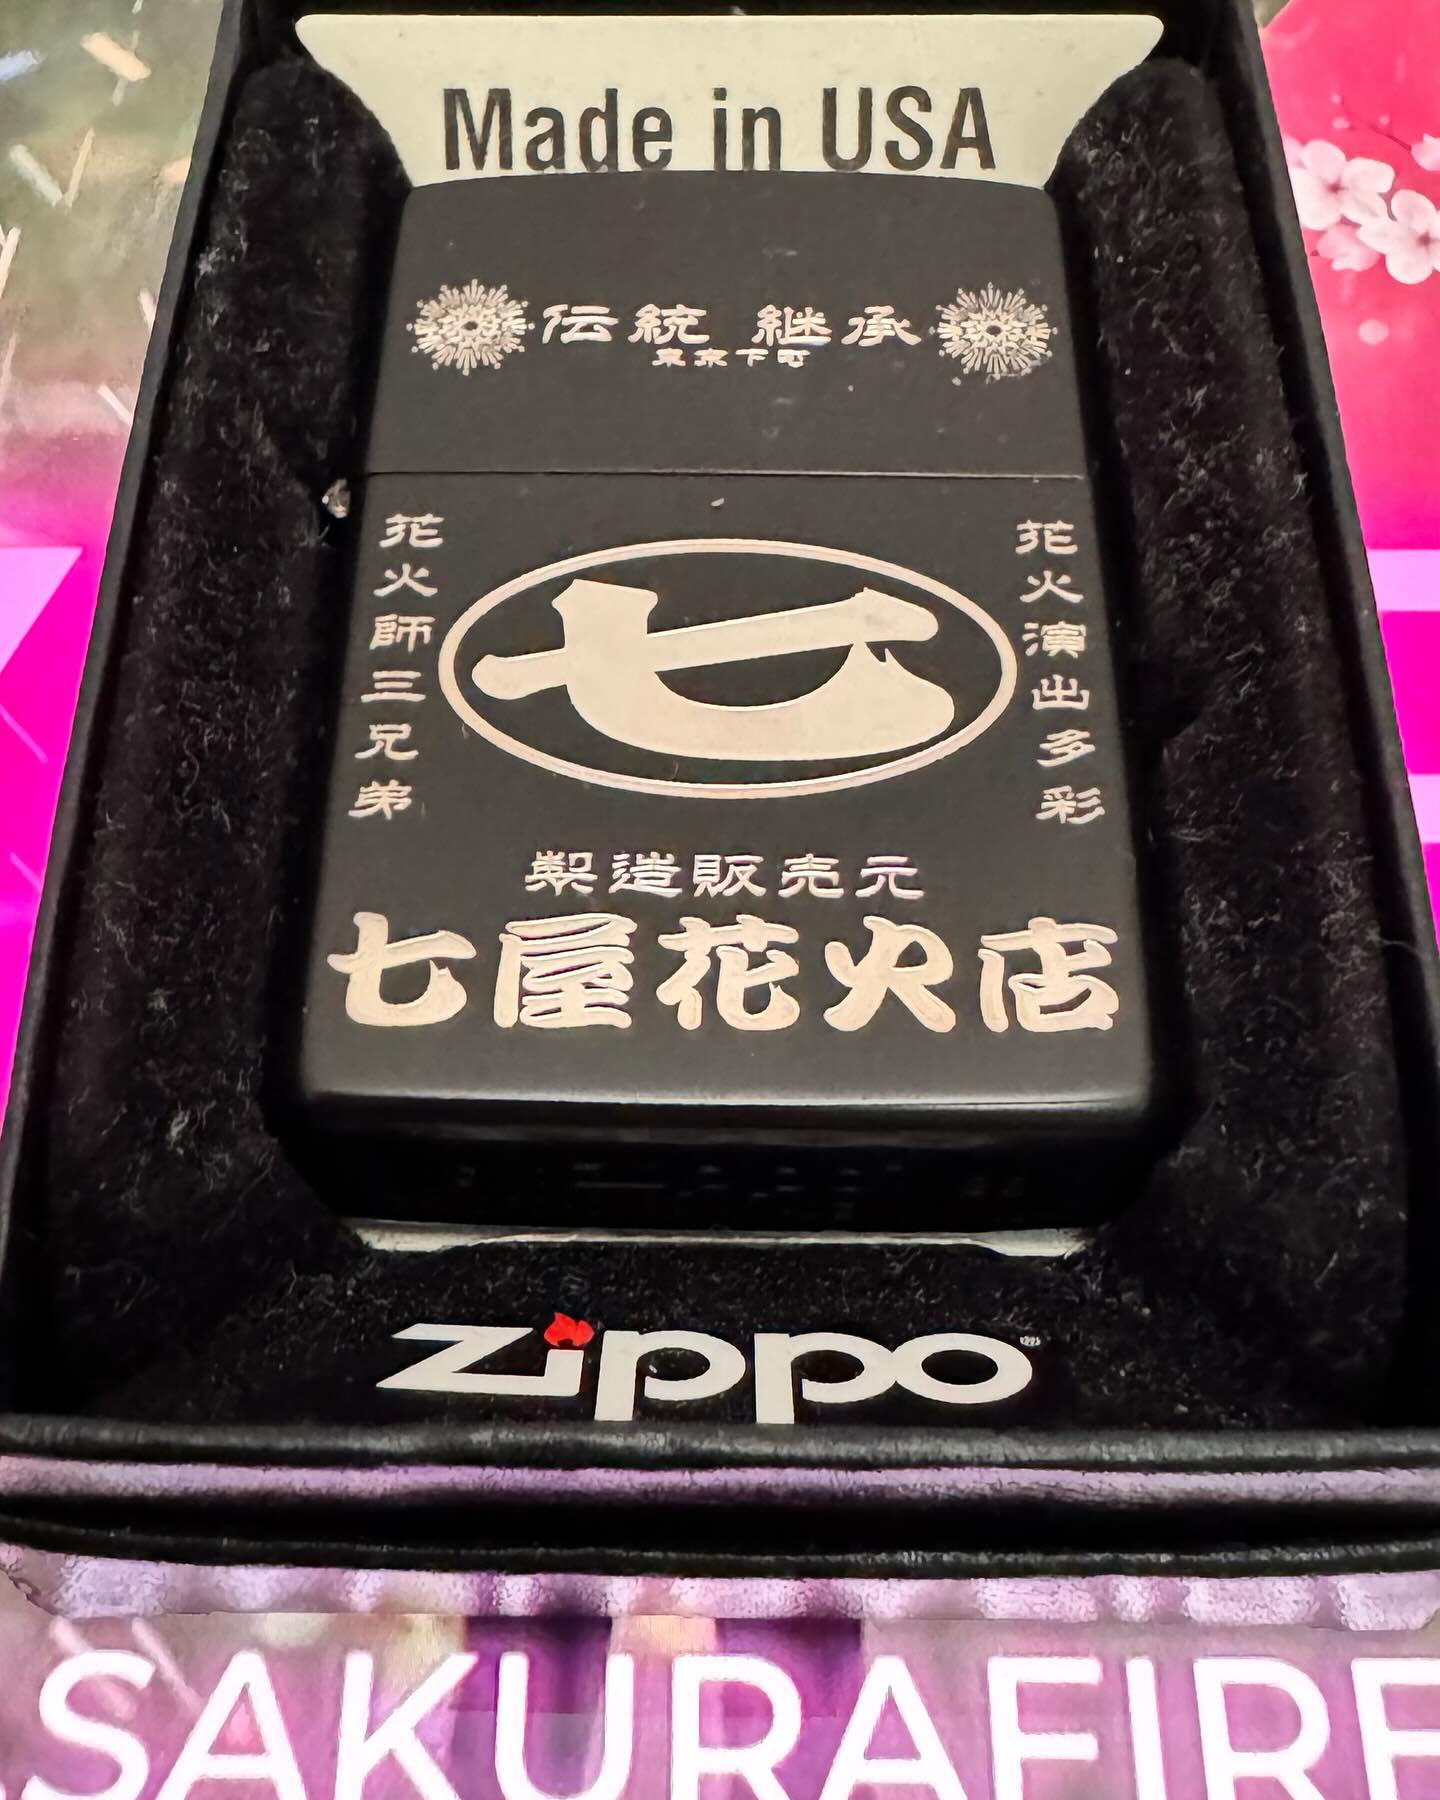 Made in USA
伝統 継承
東京下町
花火師三兄弟
七
花火演出多彩
製造販売元
七屋花火店
zippo
SAKURAFIRE